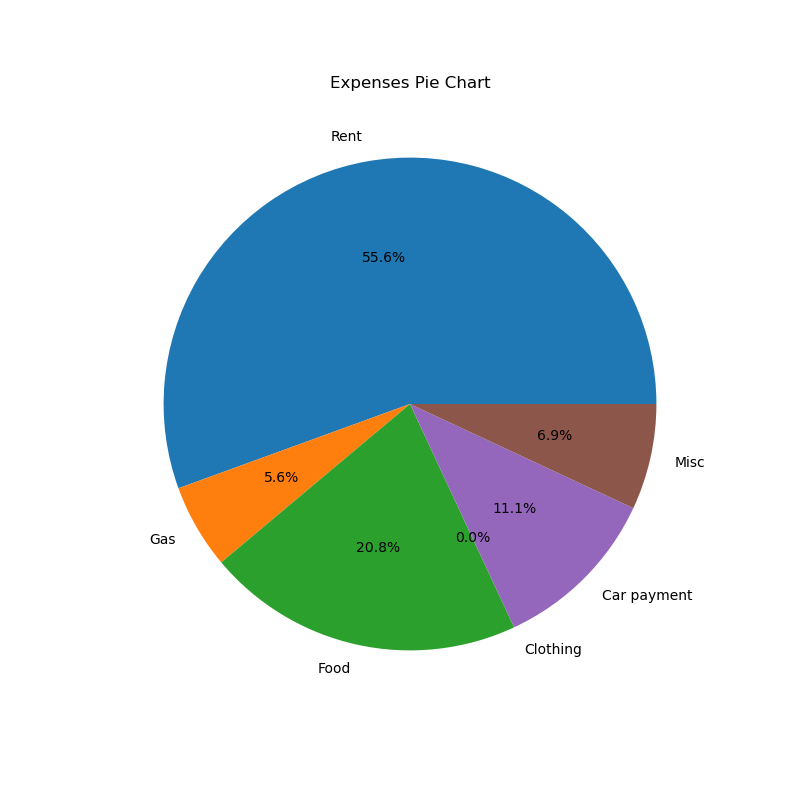 Expenses Pie Chart
Rent
55.6%
6.9%
Misc
5.6%
11.1%
Gas
20.8%
0.0%
Car payment
Food
Clothing